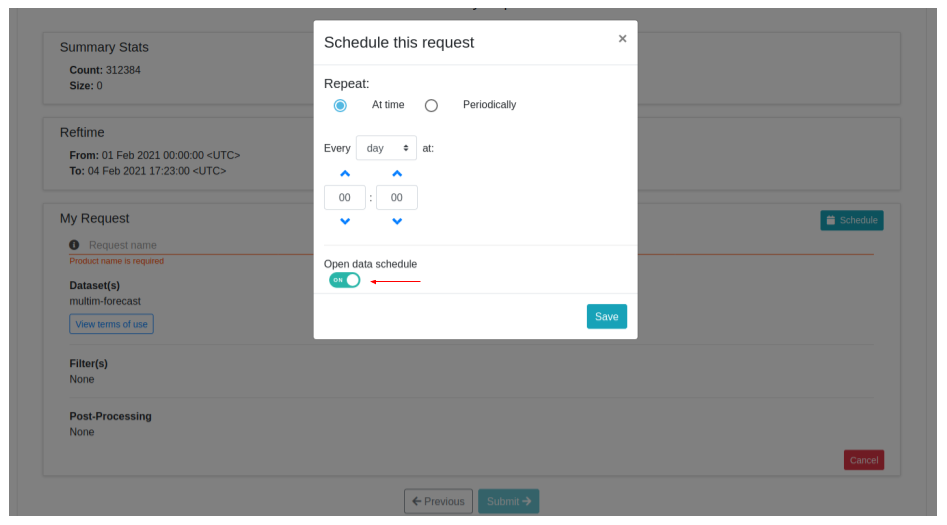 Schedule this request
×
Summary Stats
Count: 312384
Size: 0
Repeat:
At time
Periodically
Reftime
From: 01 Feb 2021 00:00:00 <UTC>
To: 04 Feb 2021 17:23:00 <UTC>
Every day at:
00 : 00
My Request
Schedule
Request name
Product name is required
Open data schedule
ON
Dataset(s)
multim-forecast
View terms of use
Save
Filter(s)
None
Post-Processing
None
Cancel
Previous
Submit